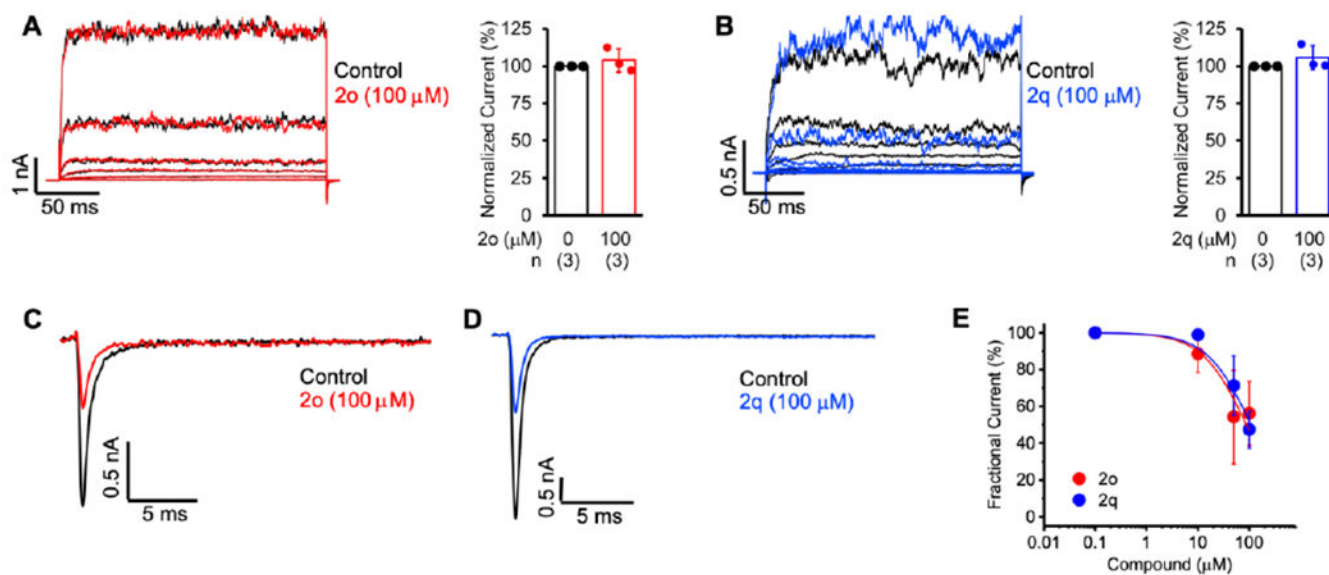 A
Control
2o (100 μM)
1 nA
50 ms
Normalized Current (%)
125
100
75
50
25
0
2o (μM) 0 100
n (3) (3)
B
Control
2q (100 μM)
0.5 nA
50 ms
Normalized Current (%)
125
100
75
50
25
0
2q (μM) 0 100
n (3) (3)
C
Control
2o (100 μM)
0.5 nA
5 ms
D
Control
2q (100 μM)
0.5 nA
5 ms
E
Fractional Current (%)
100
80
60
40
20
0
2o
2q
0.01 0.1 1 10 100
Compound (μM)